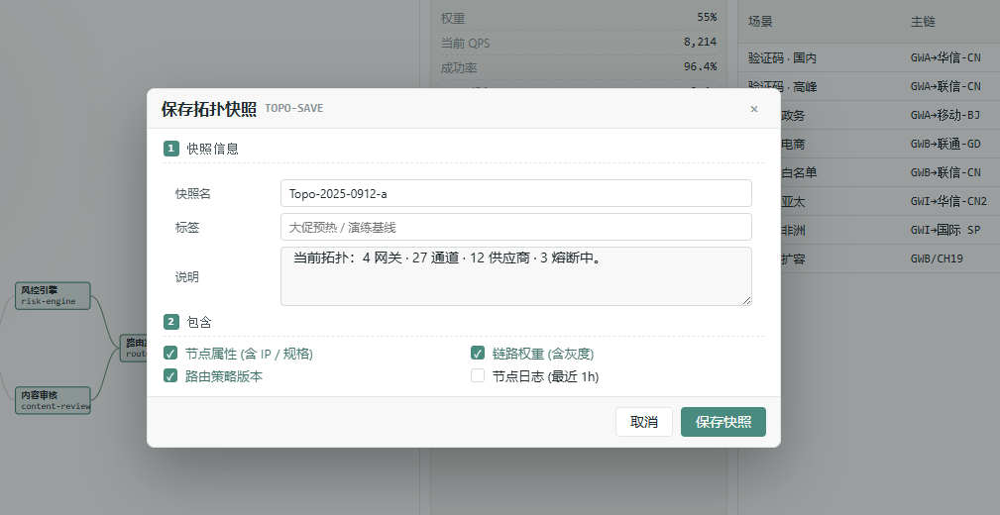 权重 55%
当前 QPS 8,214
成功率 96.4%
场景 主链
验证码 · 国内 GWA→华信-CN
验证码 · 高峰 GWA→联信-CN
政务 GWA→移动-BJ
电商 GWB→联通-GD
白名单 GWB→联信-CN
亚太 GWI→华信-CN2
非洲 GWI→国际 SP
扩容 GWB/CH19
风控引擎
risk-engine
路由
rout
内容审核
content-review
保存拓扑快照 TOPO-SAVE ×
1 快照信息
快照名 Topo-2025-0912-a
标签 大促预热 / 演练基线
说明 当前拓扑：4 网关 · 27 通道 · 12 供应商 · 3 熔断中。
2 包含
节点属性 (含 IP / 规格) 链路权重 (含灰度)
路由策略版本 节点日志 (最近 1h)
取消 保存快照